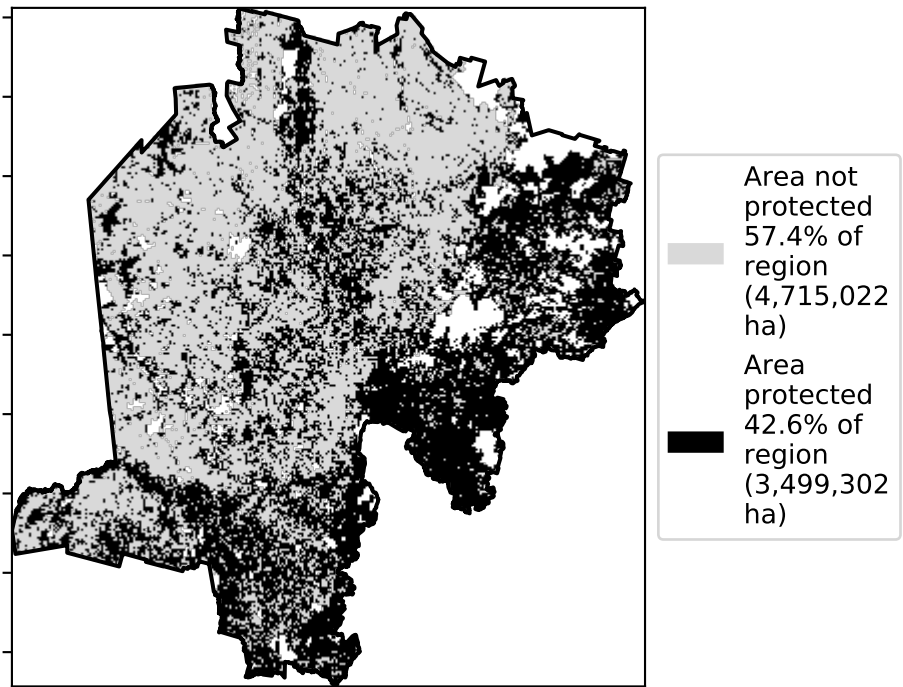 Area not
protected
57.4% of
region
(4,715,022
ha)
Area
protected
42.6% of
region
(3,499,302
ha)